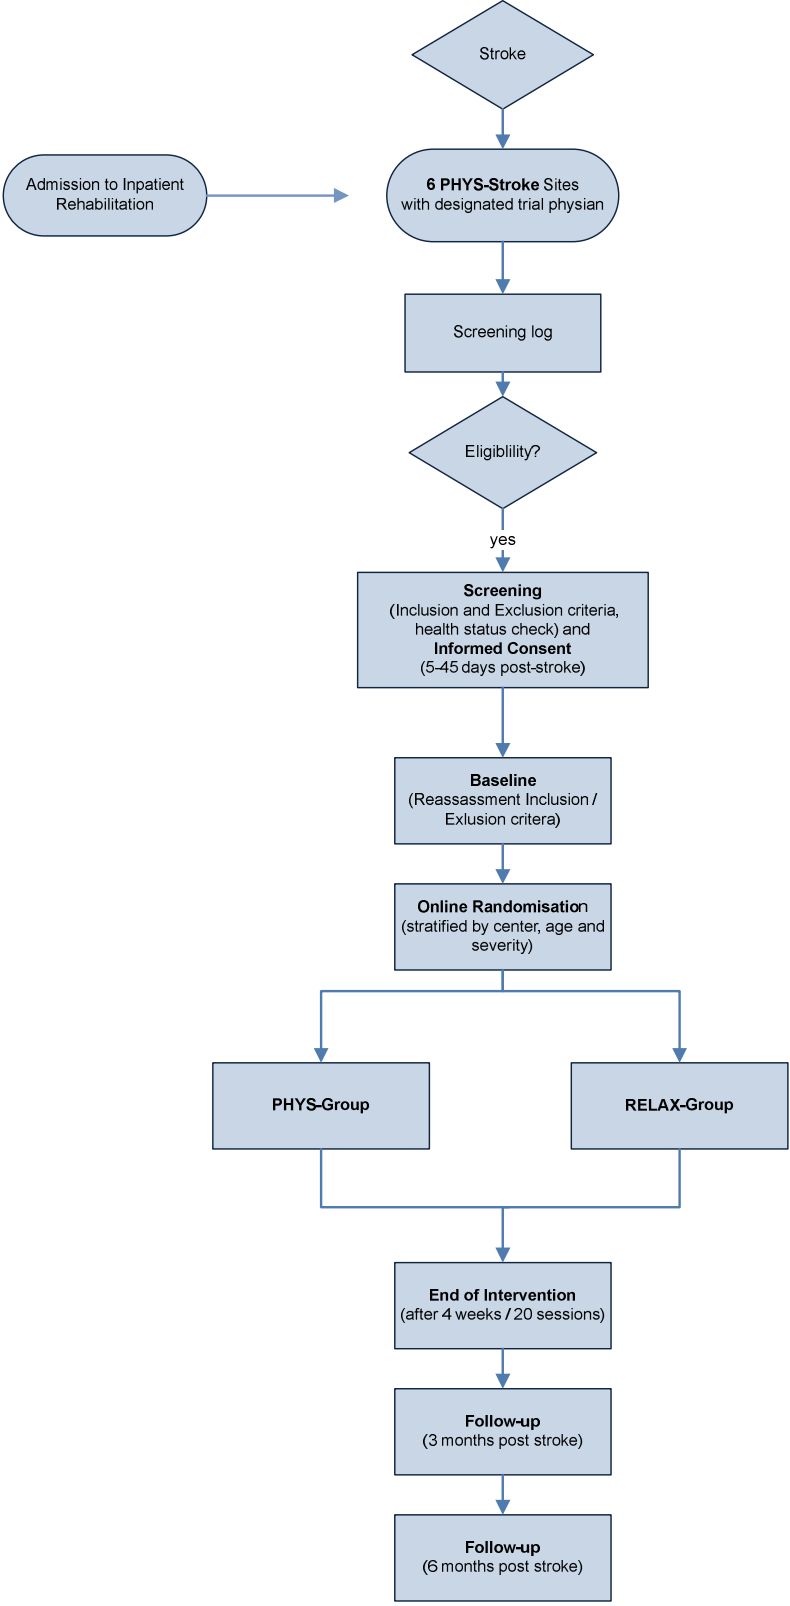 Stroke
Admission to Inpatient
Rehabilitation
6 PHYS-Stroke Sites
with designated trial physian
Screening log
Eligiblility?
yes
Screening
(Inclusion and Exclusion criteria,
health status check) and
Informed Consent
(5-45 days post-stroke)
Baseline
(Reassassment Inclusion /
Exlusion critera)
Online Randomisation
(stratified by center, age and
severity)
PHYS-Group
RELAX-Group
End of Intervention
(after 4 weeks / 20 sessions)
Follow-up
(3 months post stroke)
Follow-up
(6 months post stroke)